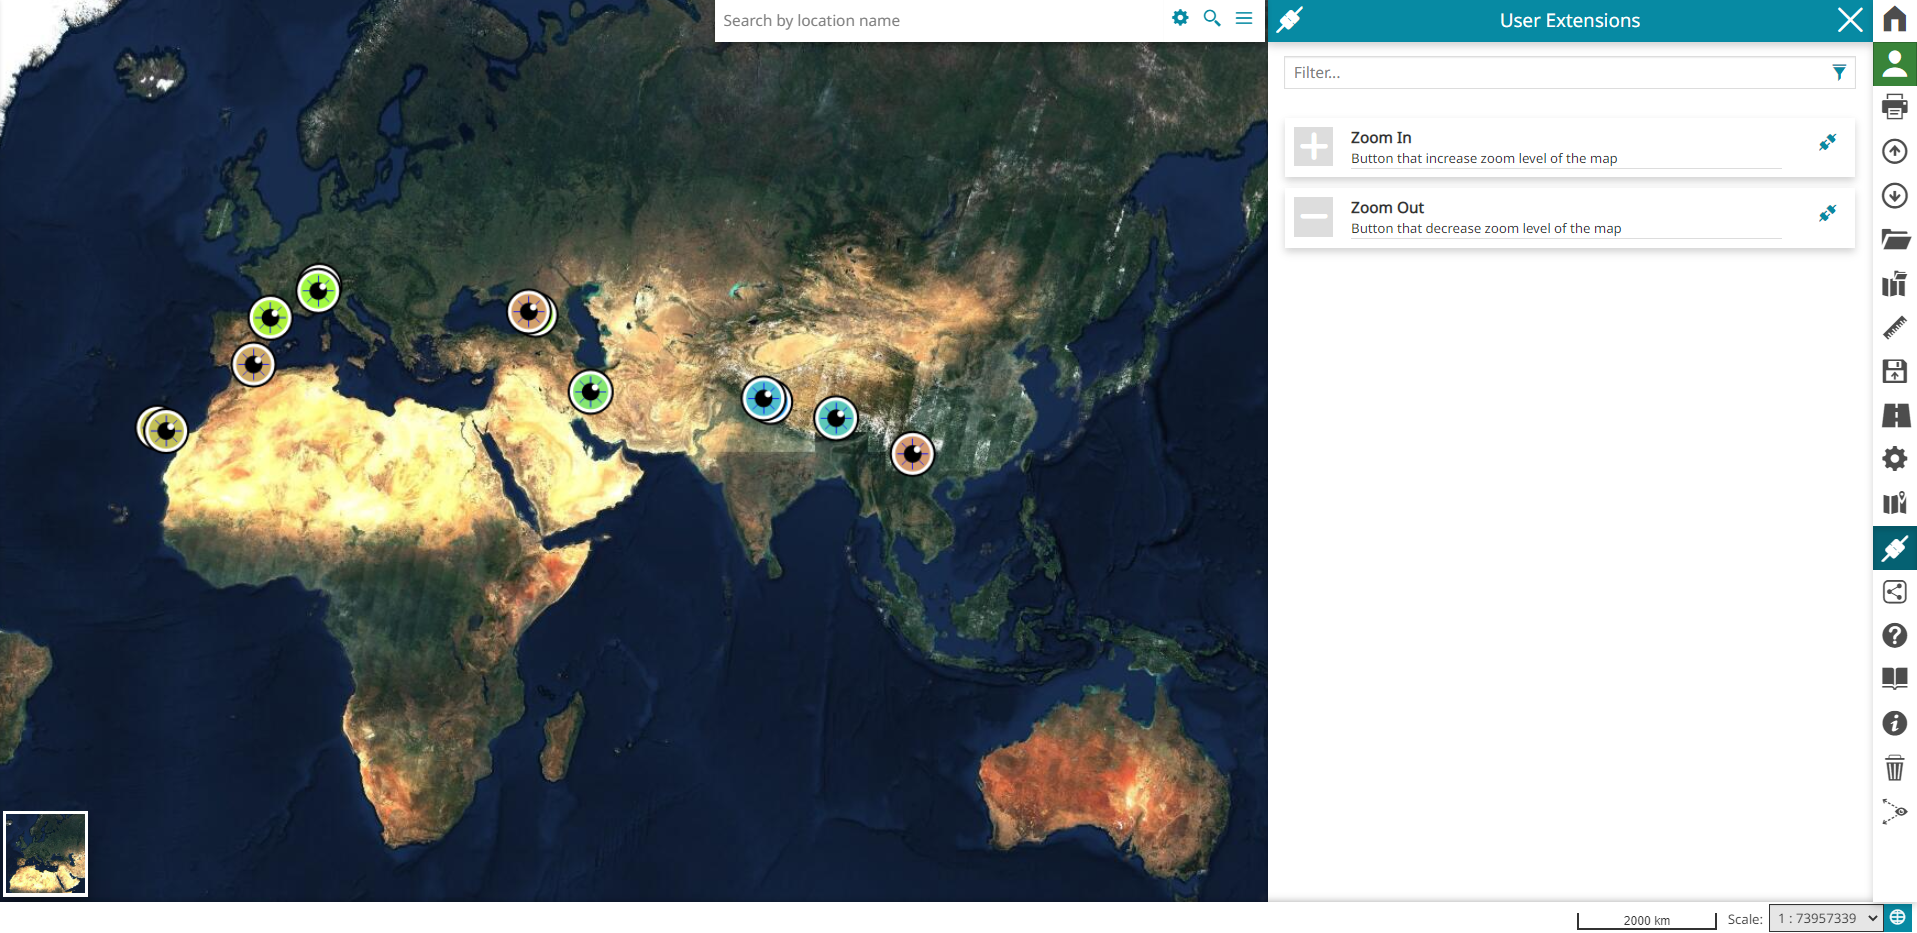 Search by location name
User Extensions
Filter...
Zoom In
Button that increase zoom level of the map
Zoom Out
Button that decrease zoom level of the map
2000 km
Scale:
1 : 73957339